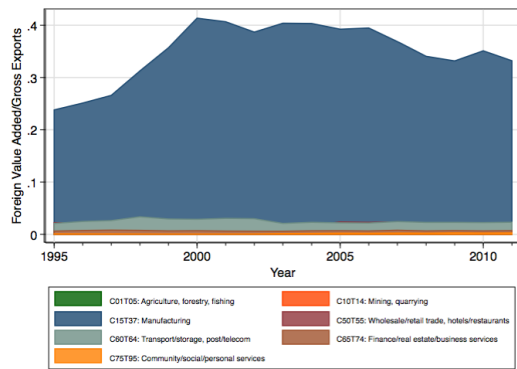 Foreign Value Added/Gross Exports
.4
.3
.2
.1
0
1995 2000 2005 2010
Year
C01T05: Agriculture, forestry, fishing
C10T14: Mining, quarrying
C15T37: Manufacturing
C50T55: Wholesale/retail trade, hotels/restaurants
C60T64: Transport/storage, post/telecom
C65T74: Finance/real estate/business services
C75T95: Community/social/personal services